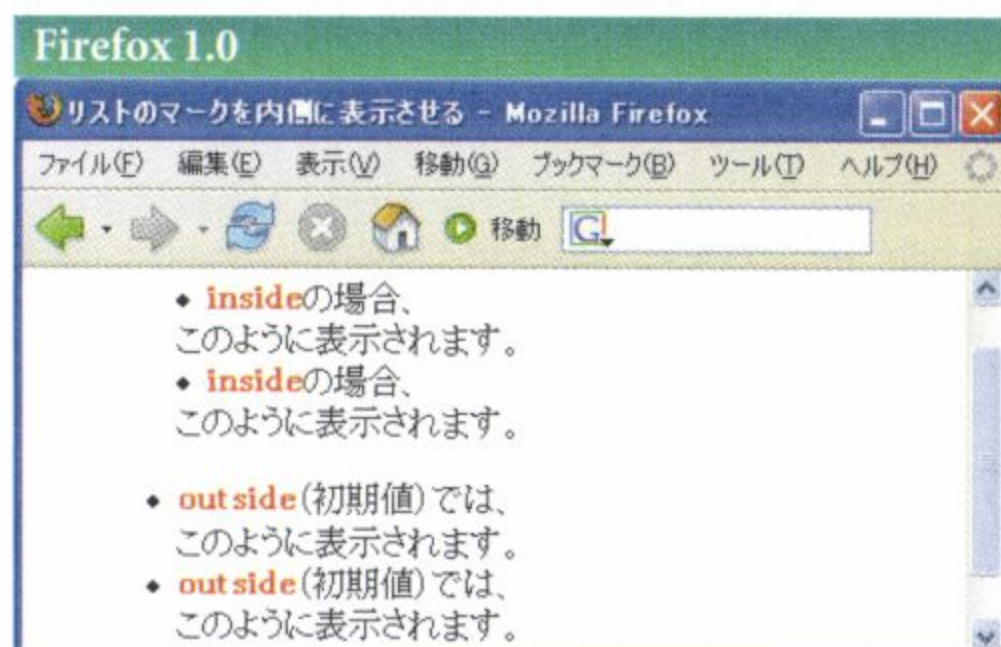 Firefox 1.0
リストのマークを内側に表示させる - Mozilla Firefox
ファイル(F) 編集(E) 表示(V) 移動(G) ブックマーク(B) ツール(T) ヘルプ(H)
移動 G
insideの場合、
このように表示されます。
insideの場合、
このように表示されます。
outside(初期値)では、
このように表示されます。
outside(初期値)では、
このように表示されます。